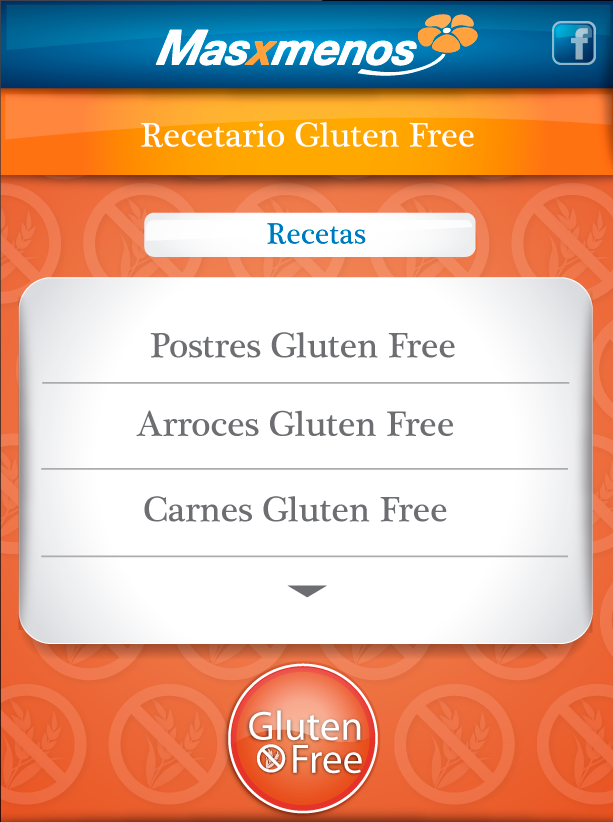 Masxmenos
f
Recetario Gluten Free
Recetas
Postres Gluten Free
Arroces Gluten Free
Carnes Gluten Free
Gluten
Free